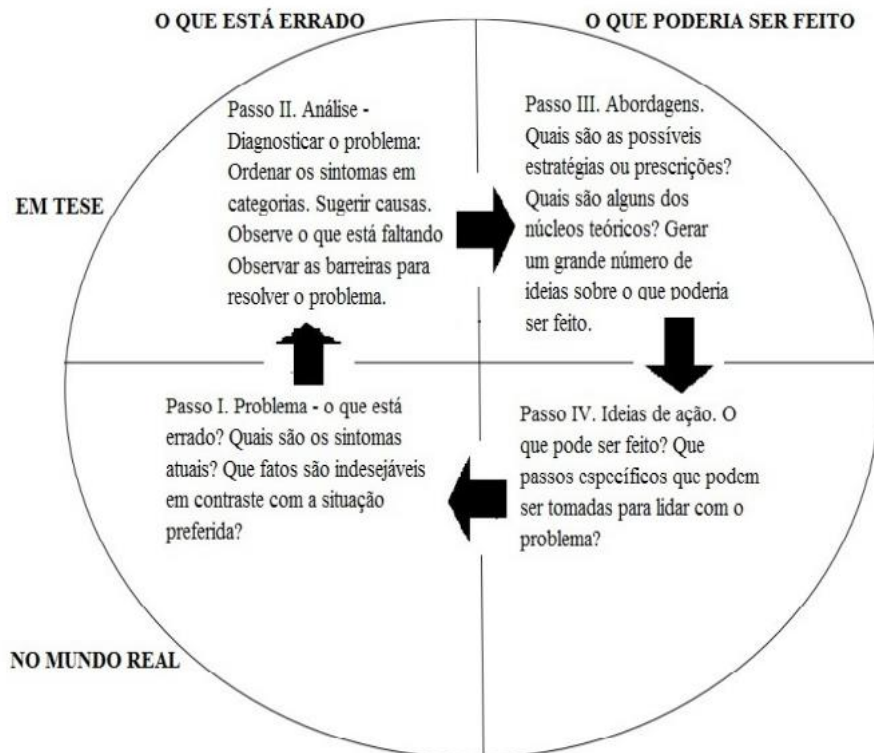 O QUE ESTÁ ERRADO
O QUE PODERIA SER FEITO
EM TESE
Passo II. Análise -
Diagnosticar o problema:
Ordenar os sintomas em
categorias. Sugerir causas.
Observe o que está faltando
Observar as barreiras para
resolver o problema.
Passo III. Abordagens.
Quais são as possíveis
estratégias ou prescrições?
Quais são alguns dos
núcleos teóricos? Gerar
um grande número de
ideias sobre o que poderia
ser feito.
NO MUNDO REAL
Passo I. Problema - o que está
errado? Quais são os sintomas
atuais? Que fatos são indesejáveis
em contraste com a situação
preferida?
Passo IV. Ideias de ação. O
que pode ser feito? Que
passos específicos que podem
ser tomadas para lidar com o
problema?